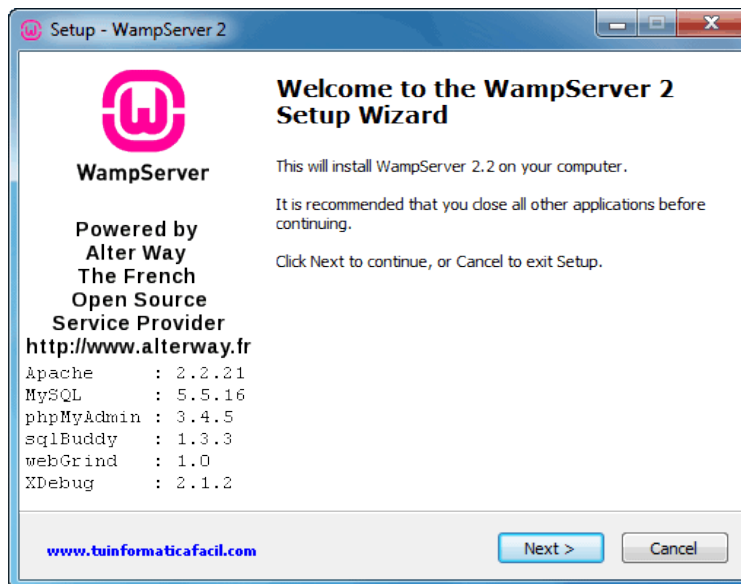 Setup - WampServer 2
WampServer
Powered by
Alter Way
The French
Open Source
Service Provider
http://www.alterway.fr
Apache : 2.2.21
MySQL : 5.5.16
phpMyAdmin : 3.4.5
sqlBuddy : 1.3.3
webGrind : 1.0
XDebug : 2.1.2
Welcome to the WampServer 2
Setup Wizard
This will install WampServer 2.2 on your computer.
It is recommended that you close all other applications before
continuing.
Click Next to continue, or Cancel to exit Setup.
www.tuinformaticafacil.com
Next >
Cancel